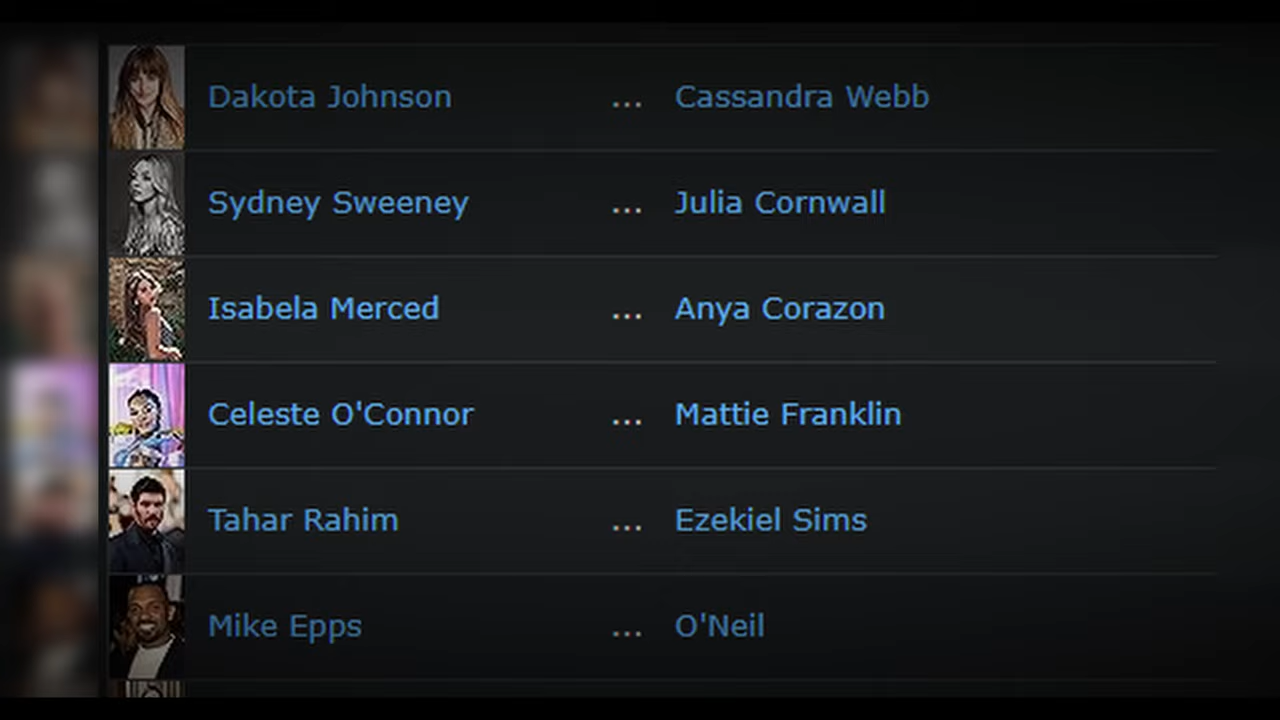 Dakota Johnson ... Cassandra Webb
Sydney Sweeney ... Julia Cornwall
Isabela Merced ... Anya Corazon
Celeste O'Connor ... Mattie Franklin
Tahar Rahim ... Ezekiel Sims
Mike Epps ... O'Neil